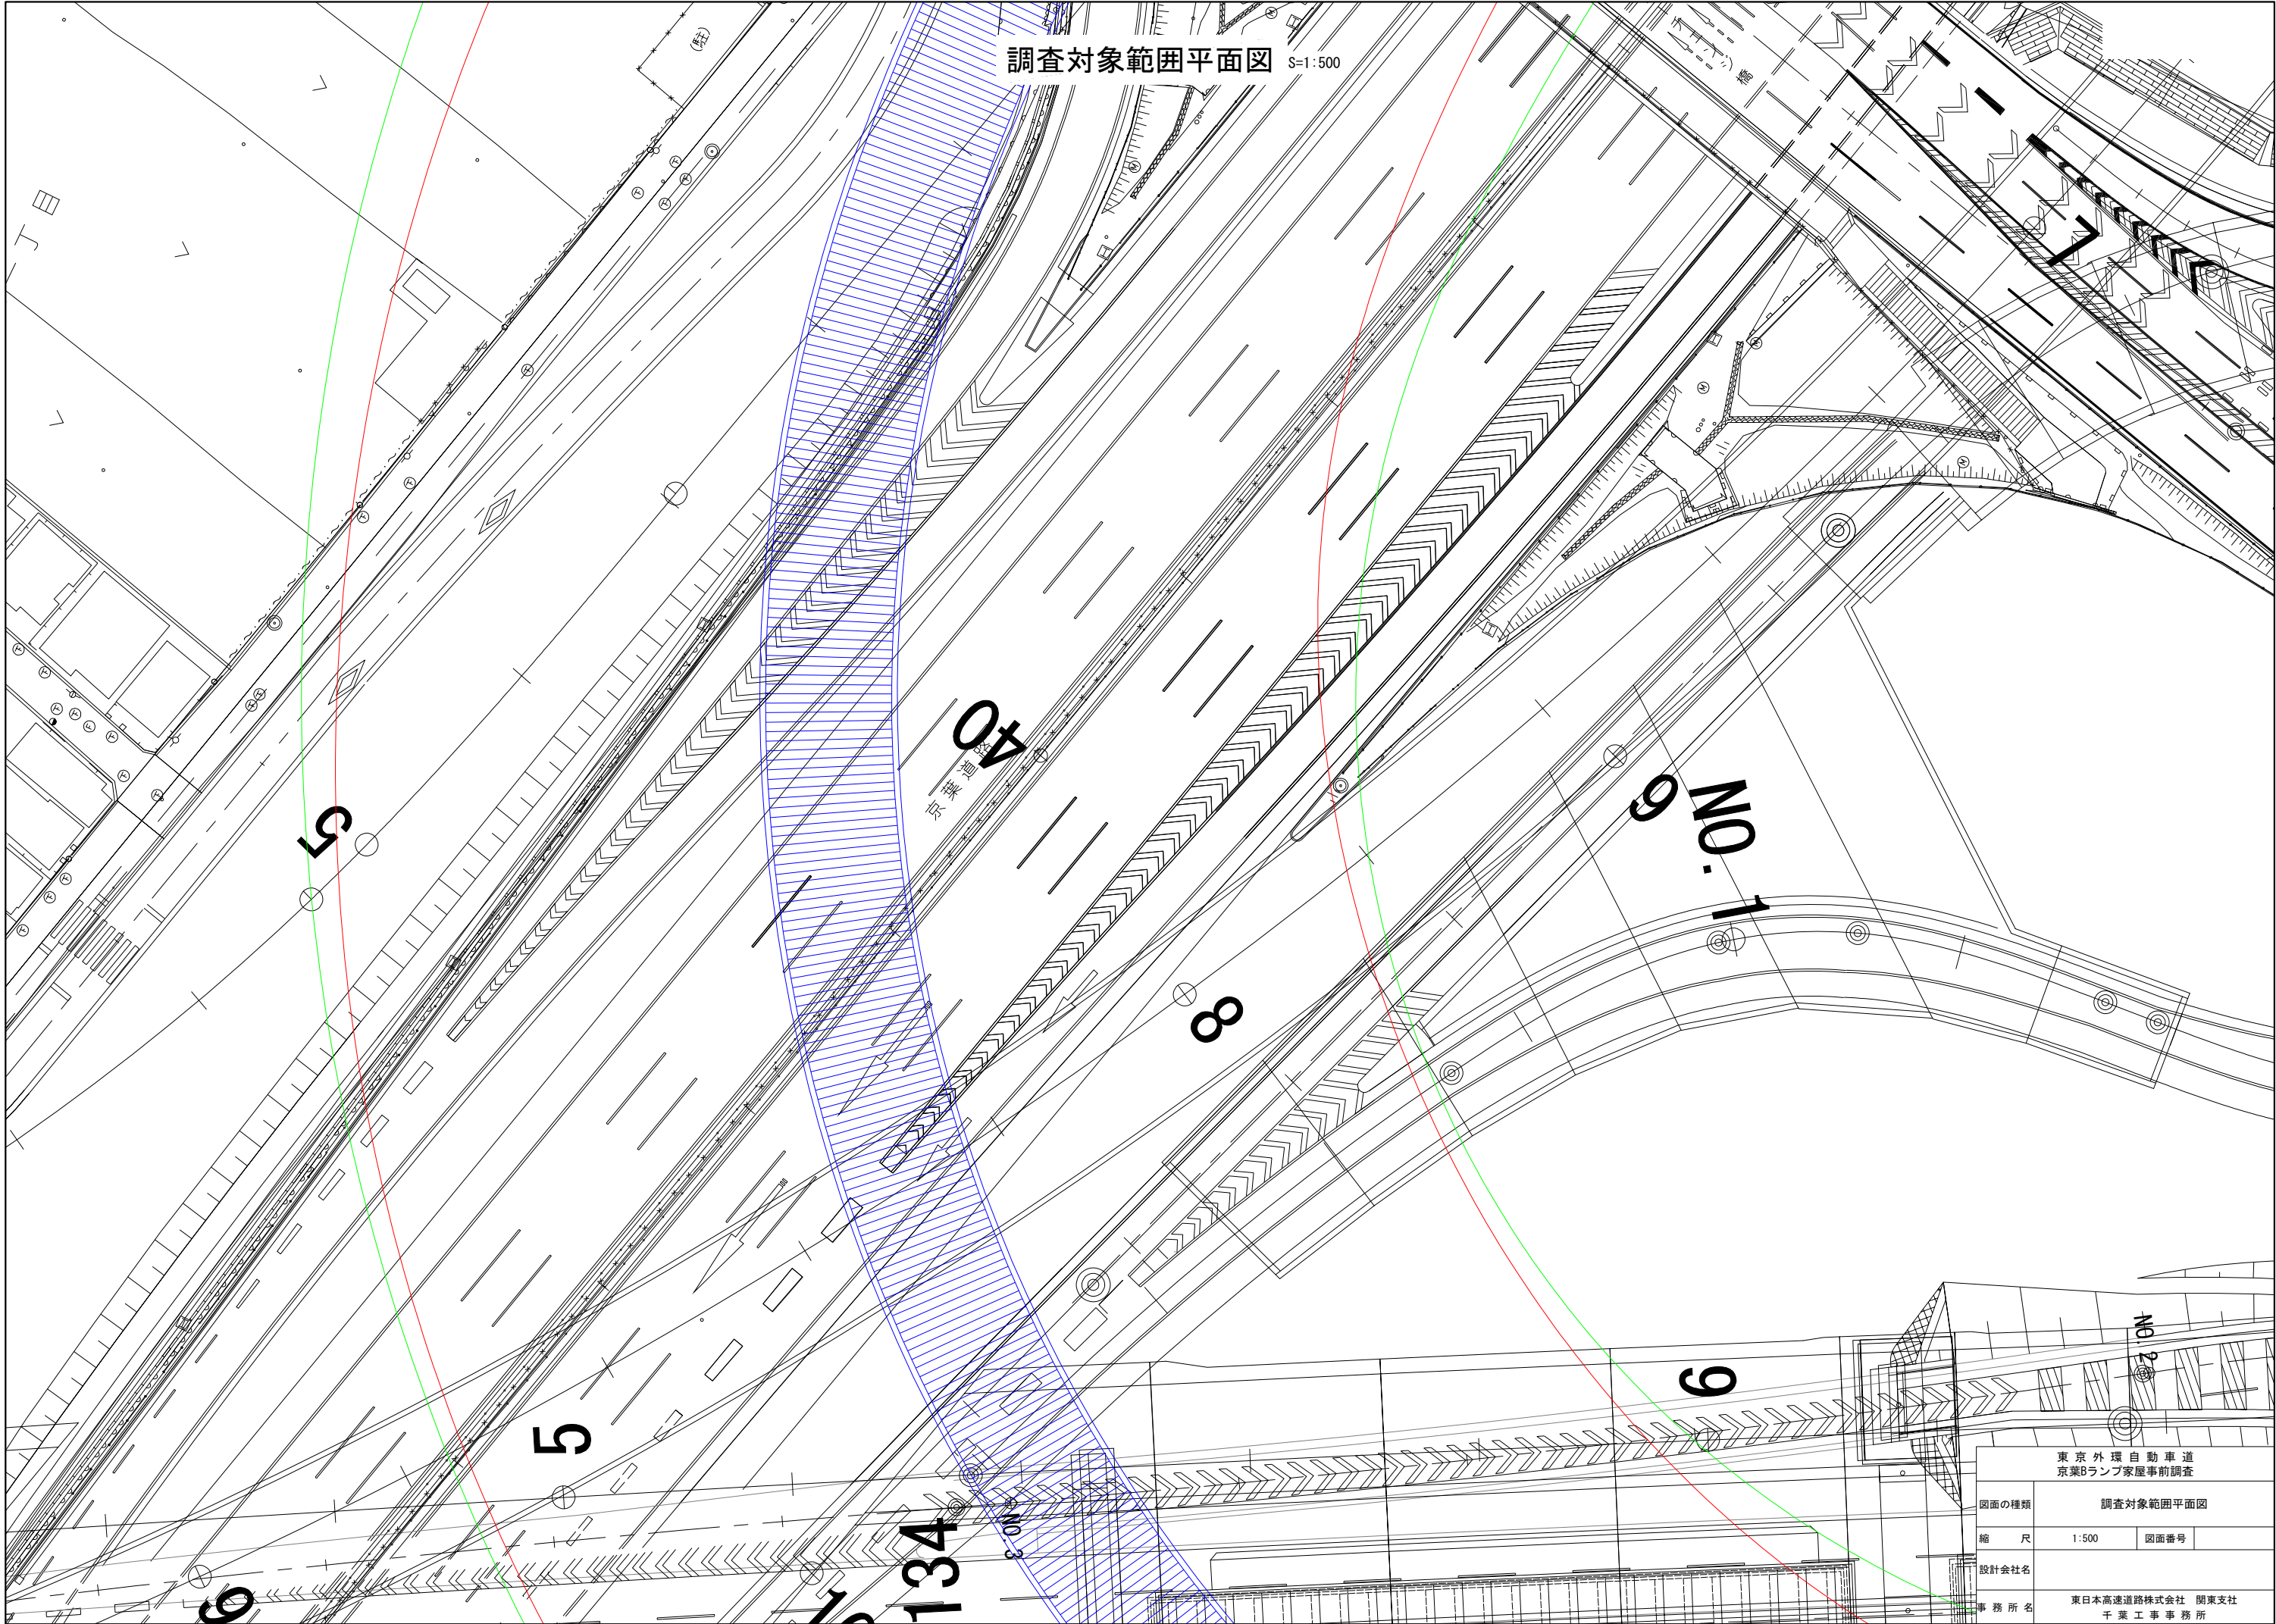 調査対象範囲平面図 S=1:500
(駐)
橋
40
京葉道路
5
8
6
NO. 1
1
5
6
134
NO.3
9
NO.2
東京外環自動車道
京葉Bランプ家屋事前調査
図面の種類 調査対象範囲平面図
縮 尺 1:500 図面番号
設計会社名
事務所名 東日本高速道路株式会社 関東支社
千葉工事事務所